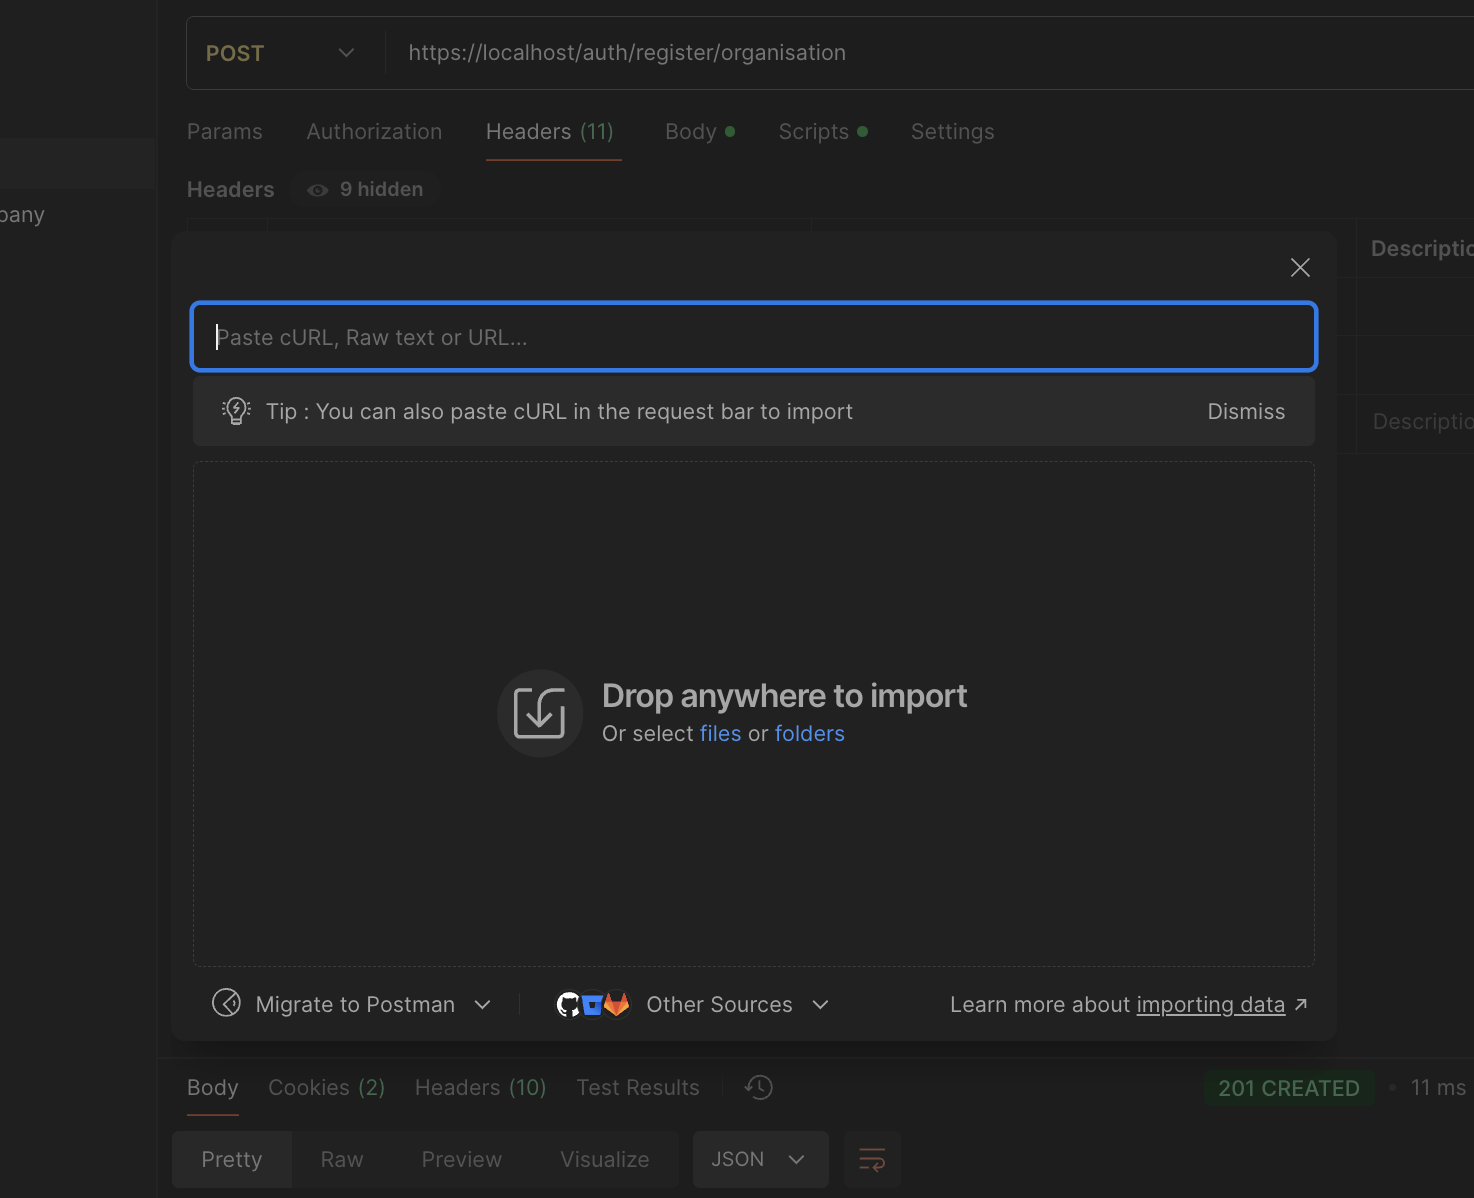 POST
https://localhost/auth/register/organisation
Params Authorization Headers (11) Body Scripts Settings
Headers 9 hidden
Paste cURL, Raw text or URL...
Tip : You can also paste cURL in the request bar to import Dismiss
Drop anywhere to import
Or select files or folders
Migrate to Postman Other Sources Learn more about importing data ↗
Body Cookies (2) Headers (10) Test Results 201 CREATED • 11 ms
Pretty Raw Preview Visualize JSON